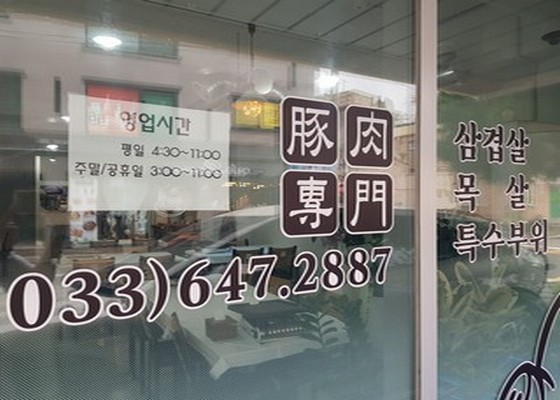 영업시간
평일 4:30~11:00
주말/공휴일 3:00~11:00
豚肉
專門
033)647.2887
삼겹살
목 살
특수부위